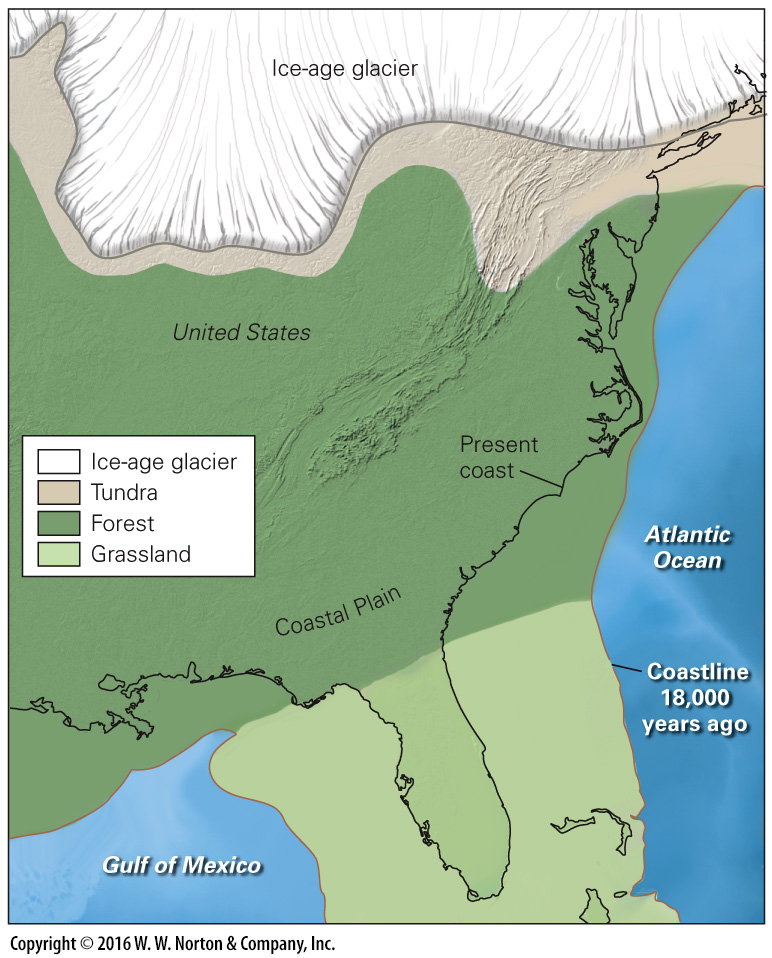 Ice-age glacier
United States
Present
coast
Ice-age glacier
Tundra
Forest
Grassland
Atlantic
Ocean
Coastal Plain
Coastline
18,000
years ago
Gulf of Mexico
Copyright © 2016 W. W. Norton & Company, Inc.